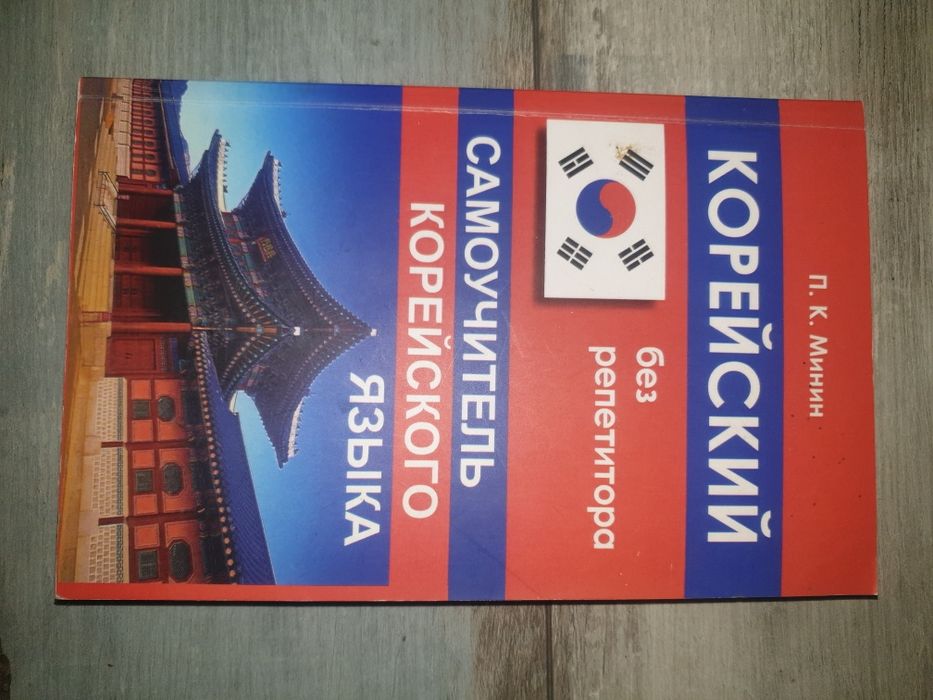 П. К. Минин
КОРЕЙСКИЙ
без
репетитора
САМОУЧИТЕЛЬ
КОРЕЙСКОГО
ЯЗЫКА